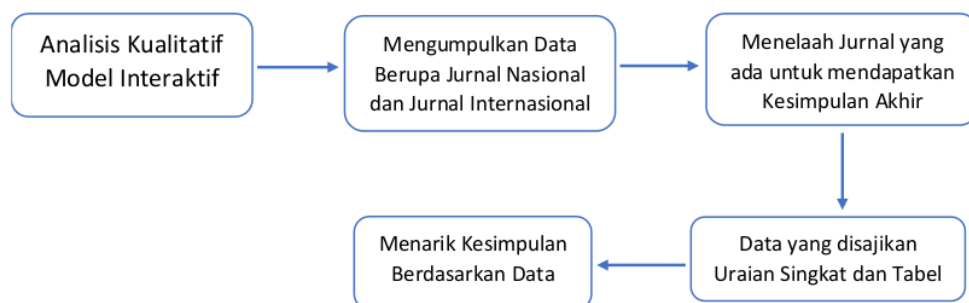 Analisis Kualitatif
Model Interaktif
Mengumpulkan Data
Berupa Jurnal Nasional
dan Jurnal Internasional
Menelaah Jurnal yang
ada untuk mendapatkan
Kesimpulan Akhir
Data yang disajikan
Uraian Singkat dan Tabel
Menarik Kesimpulan
Berdasarkan Data